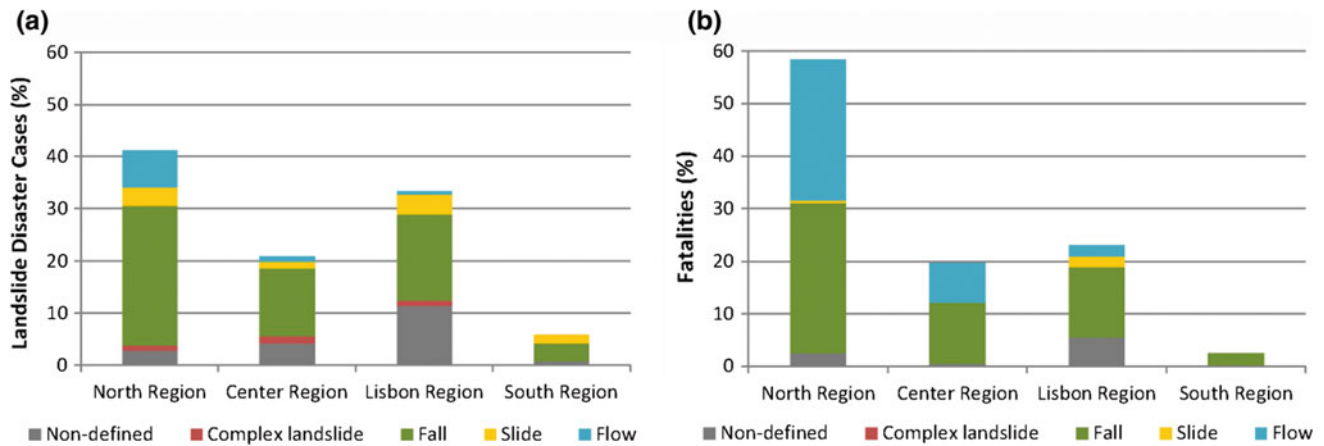 (a)
Landslide Disaster Cases (%)
60
50
40
30
20
10
0
North Region Center Region Lisbon Region South Region
Non-defined Complex landslide Fall Slide Flow
(b)
Fatalities (%)
60
50
40
30
20
10
0
North Region Center Region Lisbon Region South Region
Non-defined Complex landslide Fall Slide Flow